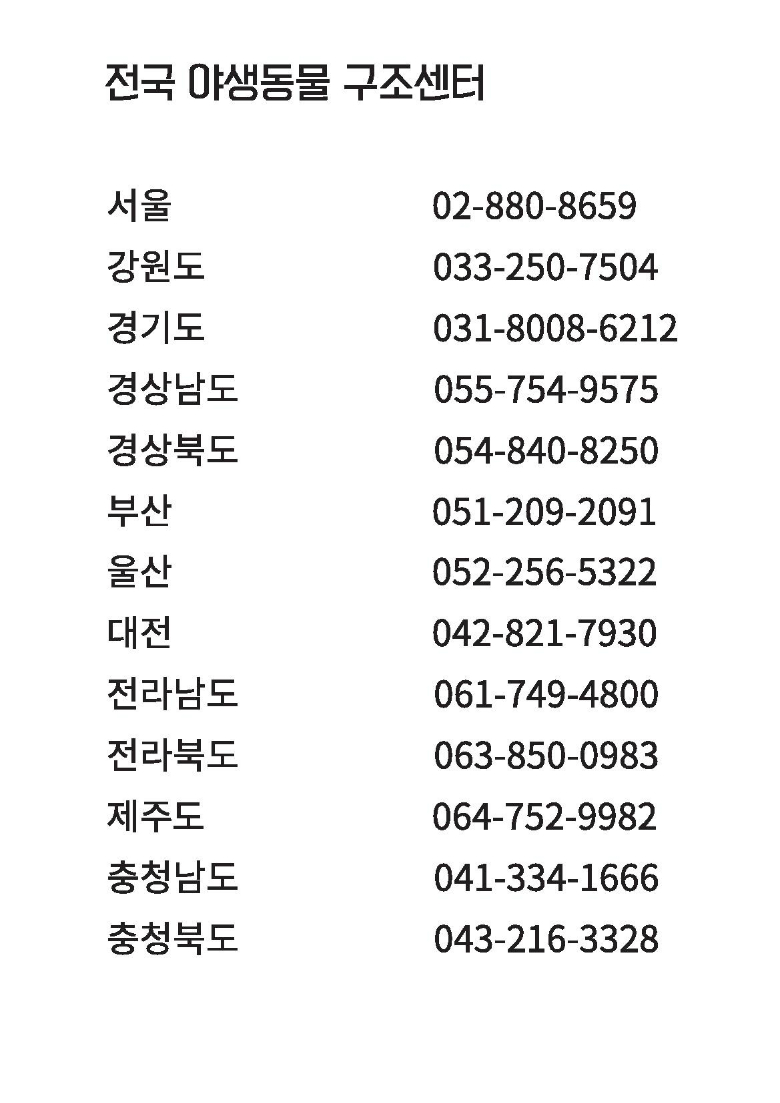 전국 야생동물 구조센터
서울 02-880-8659
강원도 033-250-7504
경기도 031-8008-6212
경상남도 055-754-9575
경상북도 054-840-8250
부산 051-209-2091
울산 052-256-5322
대전 042-821-7930
전라남도 061-749-4800
전라북도 063-850-0983
제주도 064-752-9982
충청남도 041-334-1666
충청북도 043-216-3328